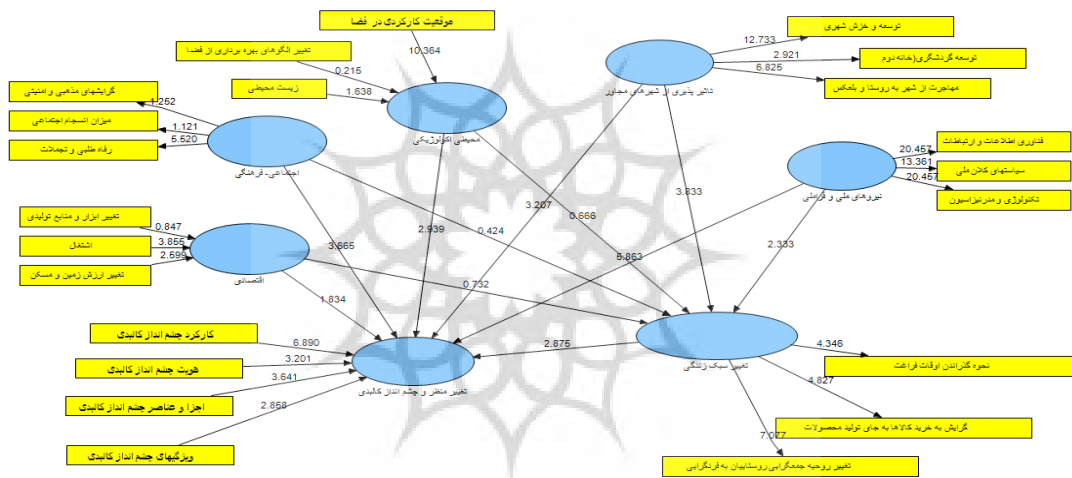 موقعیت کارکردی در فضا
10.364
توسعه و خزش شهری
12.733
توسعه گردشگری(خانه دوم
2.921
مهاجرت از شهر به روستا و بلعکس
6.825
تاثیر پذیری از شهرهای مجاور
تغییر الگوهای بهره برداری از فضا
0.215
زیست محیطی
1.638
محیطی اکولوژیکی
گرایشهای مذهبی و امنیتی
1.252
میزان انسجام اجتماعی
1.121
رفاه طلبی و تجملات
5.520
اجتماعی- فرهنگی
فناوری اطلاعات و ارتباطات
20.457
سیاستهای کلان ملی
13.361
تکنولوژی و مدرنیزاسیون
20.457
نیروهای ملی و فراملی
3.833
3.207
0.666
2.939
0.424
3.665
5.863
2.333
0.732
1.834
تغییر ابزار و منابع تولیدی
0.847
اشتغال
3.855
تغییر ارزش زمین و مسکن
2.599
اقتصادی
کارکرد چشم انداز کالبدی
6.890
هویت چشم انداز کالبدی
3.201
اجزا و عناصر چشم انداز کالبدی
3.641
ویژگیهای چشم انداز کالبدی
2.858
تغییر منظر و چشم انداز کالبدی
2.875
تغییر سبک زندگی
4.346
نحوه گذراندن اوقات فراغت
4.827
گرایش به خرید کالاها به جای تولید محصولات
7.077
تغییر روحیه جمعگرایی روستاییان به فردگرایی